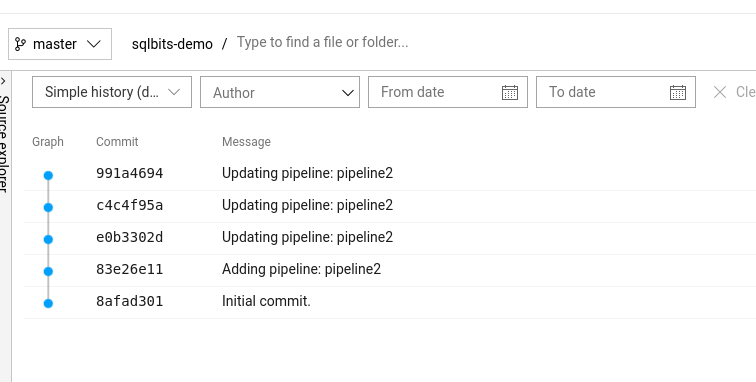 master sqlbits-demo / Type to find a file or folder...
Source explorer
Simple history (d... Author From date To date Cle
Graph Commit Message
991a4694 Updating pipeline: pipeline2
c4c4f95a Updating pipeline: pipeline2
e0b3302d Updating pipeline: pipeline2
83e26e11 Adding pipeline: pipeline2
8afad301 Initial commit.